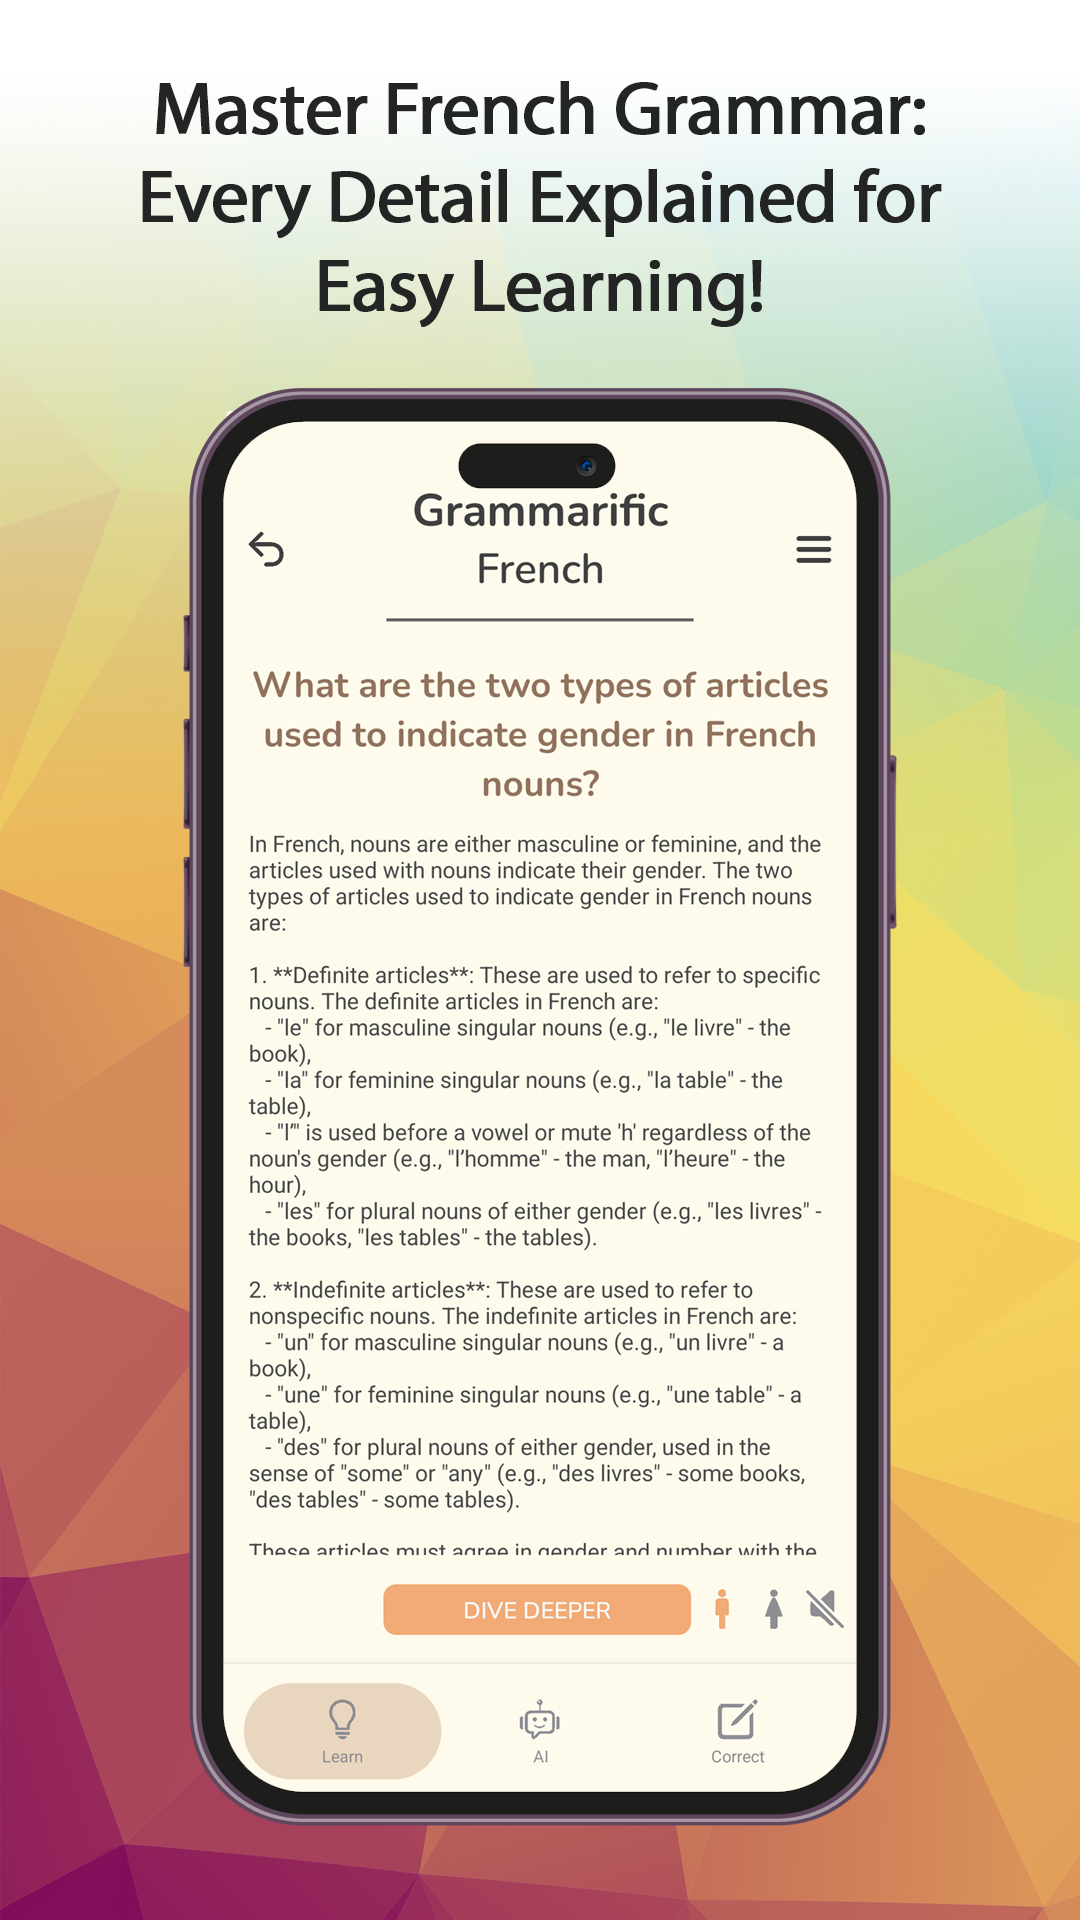 Master French Grammar:
Every Detail Explained for
Easy Learning!
Grammarific
French
What are the two types of articles
used to indicate gender in French
nouns?
In French, nouns are either masculine or feminine, and the
articles used with nouns indicate their gender. The two
types of articles used to indicate gender in French nouns
are:
1. **Definite articles**: These are used to refer to specific
nouns. The definite articles in French are:
- "le" for masculine singular nouns (e.g., "le livre" - the
book),
- "la" for feminine singular nouns (e.g., "la table" - the
table),
- "l’" is used before a vowel or mute 'h' regardless of the
noun's gender (e.g., "l’homme" - the man, "l’heure" - the
hour),
- "les" for plural nouns of either gender (e.g., "les livres" -
the books, "les tables" - the tables).
2. **Indefinite articles**: These are used to refer to
nonspecific nouns. The indefinite articles in French are:
- "un" for masculine singular nouns (e.g., "un livre" - a
book),
- "une" for feminine singular nouns (e.g., "une table" - a
table),
- "des" for plural nouns of either gender, used in the
sense of "some" or "any" (e.g., "des livres" - some books,
"des tables" - some tables).
These articles must agree in gender and number with the
DIVE DEEPER
Learn
AI
Correct